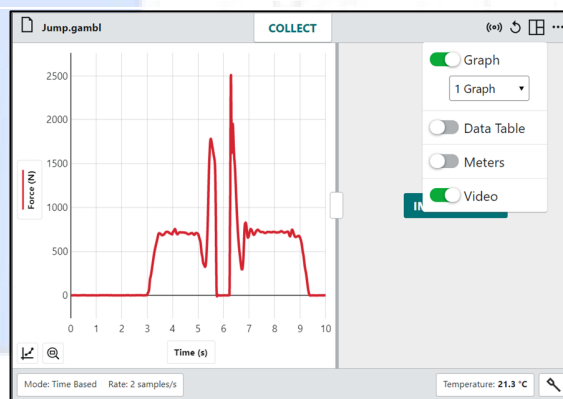 Jump.gambl
COLLECT
Graph
1 Graph
Data Table
Meters
Video
IN
2500
2000
1500
1000
500
0
Force (N)
0 1 2 3 4 5 6 7 8 9 10
Time (s)
Mode: Time Based Rate: 2 samples/s
Temperature: 21.3 °C